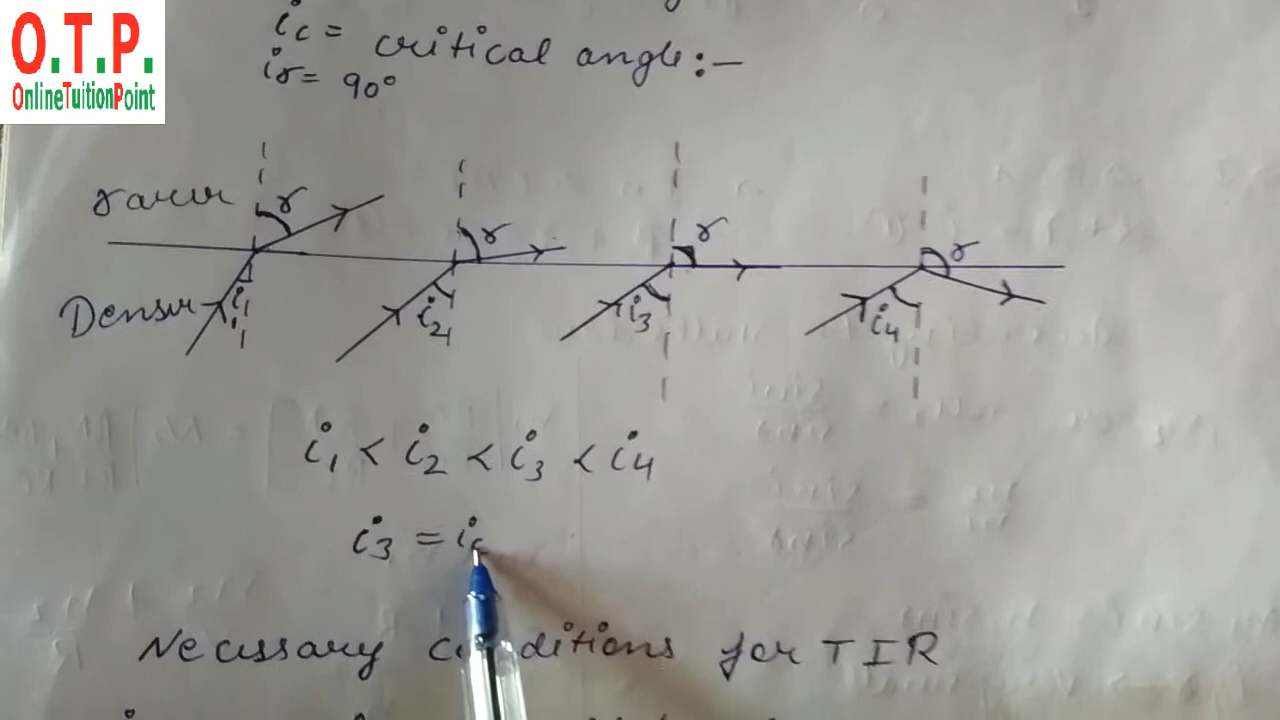 O.T.P.
OnlineTuitionPoint
ic = critical angle :-
ir = 90°
rarer r r r r
Denser i1 i2 i3 i4
i1 < i2 < i3 < i4
i3 = ic
Necessary conditions for TIR